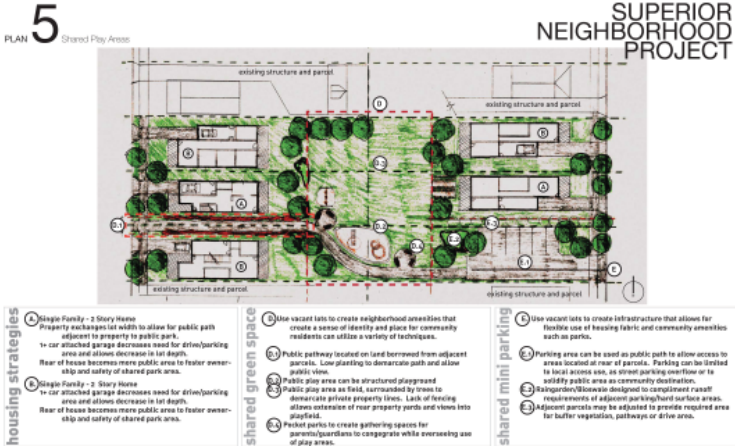 PLAN 5 Shared Play Areas
SUPERIOR
NEIGHBORHOOD
PROJECT
existing structure and parcel
existing structure and parcel
D
B
B
D.3
A
A
D.1
D.2
E.3
E.2
D.4
B
E.1
E
existing structure and parcel
existing structure and parcel
housing strategies
A. Single Family - 2 Story Home
Property exchanges lot width to allow for public path
adjacent to property to public park.
1+ car attached garage decreases need for drive/parking
area and allows decrease in lot depth.
Rear of house becomes more public area to foster owner-
ship and safety of shared park area.
B. Single Family - 2 Story Home
1+ car attached garage decreases need for drive/parking
area and allows decrease in lot depth.
Rear of house becomes more public area to foster owner-
ship and safety of shared park area.
shared green space
D. Use vacant lots to create neighborhood amenities that
create a sense of identity and place for community
residents can utilize a variety of techniques.
D.1 Public pathway located on land borrowed from adjacent
parcels. Low planting to demarcate path and allow
public view.
D.2 Public play area can be structured playground
D.3 Public play area as field, surrounded by trees to
demarcate private property lines. Lack of fencing
allows extension of rear property yards and views into
playfield.
D.4 Pocket parks to create gathering spaces for
parents/guardians to congregate while overseeing use
of play areas.
shared mini parking
E. Use vacant lots to create infrastructure that allows for
flexible use of housing fabric and community amenities
such as parks.
E.1 Parking area can be used as public path to allow access to
areas located at rear of parcels. Parking can be limited
to local access use, as street parking overflow or to
solidify public area as community destination.
E.2 Raingarden/Bioswale designed to compliment runoff
requirements of adjacent parking/hard surface areas.
E.3 Adjacent parcels may be adjusted to provide required area
for buffer vegetation, pathways or drive area.